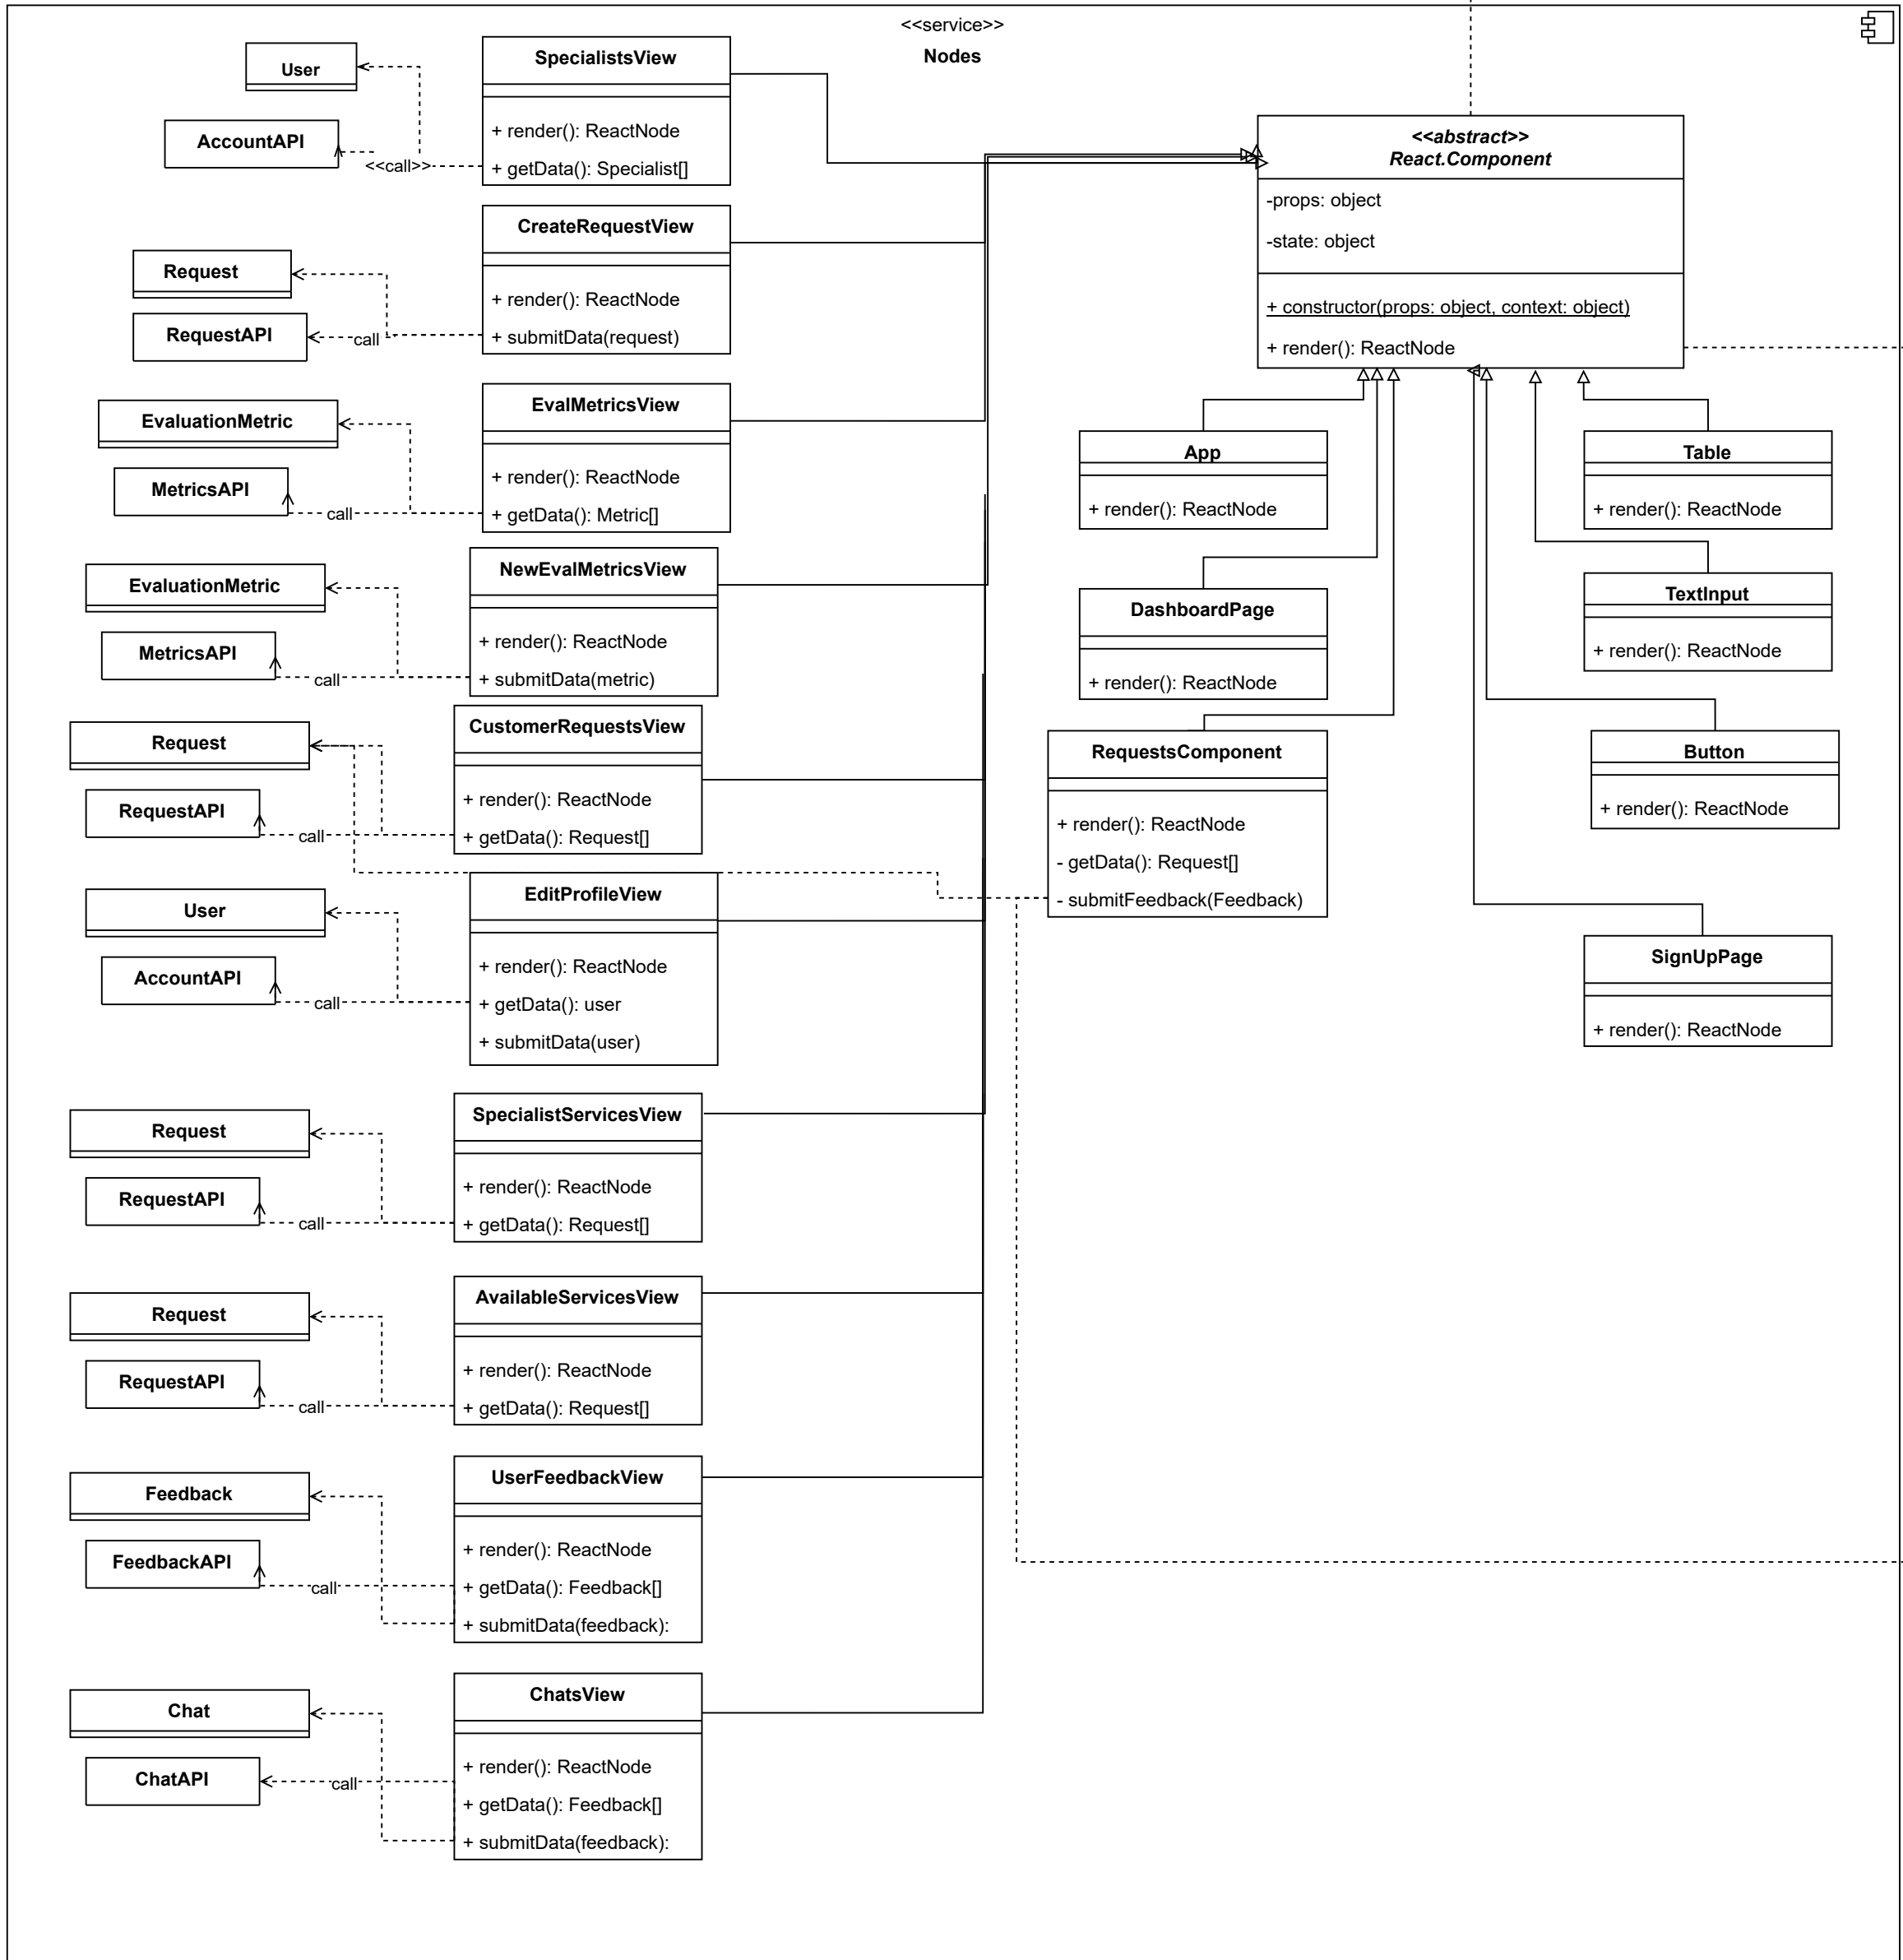 <<service>>
Nodes
User
AccountAPI
<<call>>
SpecialistsView
+ render(): ReactNode
+ getData(): Specialist[]
Request
RequestAPI
call
CreateRequestView
+ render(): ReactNode
+ submitData(request)
EvaluationMetric
MetricsAPI
call
EvalMetricsView
+ render(): ReactNode
+ getData(): Metric[]
EvaluationMetric
MetricsAPI
call
NewEvalMetricsView
+ render(): ReactNode
+ submitData(metric)
Request
RequestAPI
call
CustomerRequestsView
+ render(): ReactNode
+ getData(): Request[]
User
AccountAPI
call
EditProfileView
+ render(): ReactNode
+ getData(): user
+ submitData(user)
Request
RequestAPI
call
SpecialistServicesView
+ render(): ReactNode
+ getData(): Request[]
Request
RequestAPI
call
AvailableServicesView
+ render(): ReactNode
+ getData(): Request[]
Feedback
FeedbackAPI
call
UserFeedbackView
+ render(): ReactNode
+ getData(): Feedback[]
+ submitData(feedback):
Chat
ChatAPI
call
ChatsView
+ render(): ReactNode
+ getData(): Feedback[]
+ submitData(feedback):
<<abstract>>
React.Component
-props: object
-state: object
+ constructor(props: object, context: object)
+ render(): ReactNode
App
+ render(): ReactNode
DashboardPage
+ render(): ReactNode
RequestsComponent
+ render(): ReactNode
- getData(): Request[]
- submitFeedback(Feedback)
Table
+ render(): ReactNode
TextInput
+ render(): ReactNode
Button
+ render(): ReactNode
SignUpPage
+ render(): ReactNode